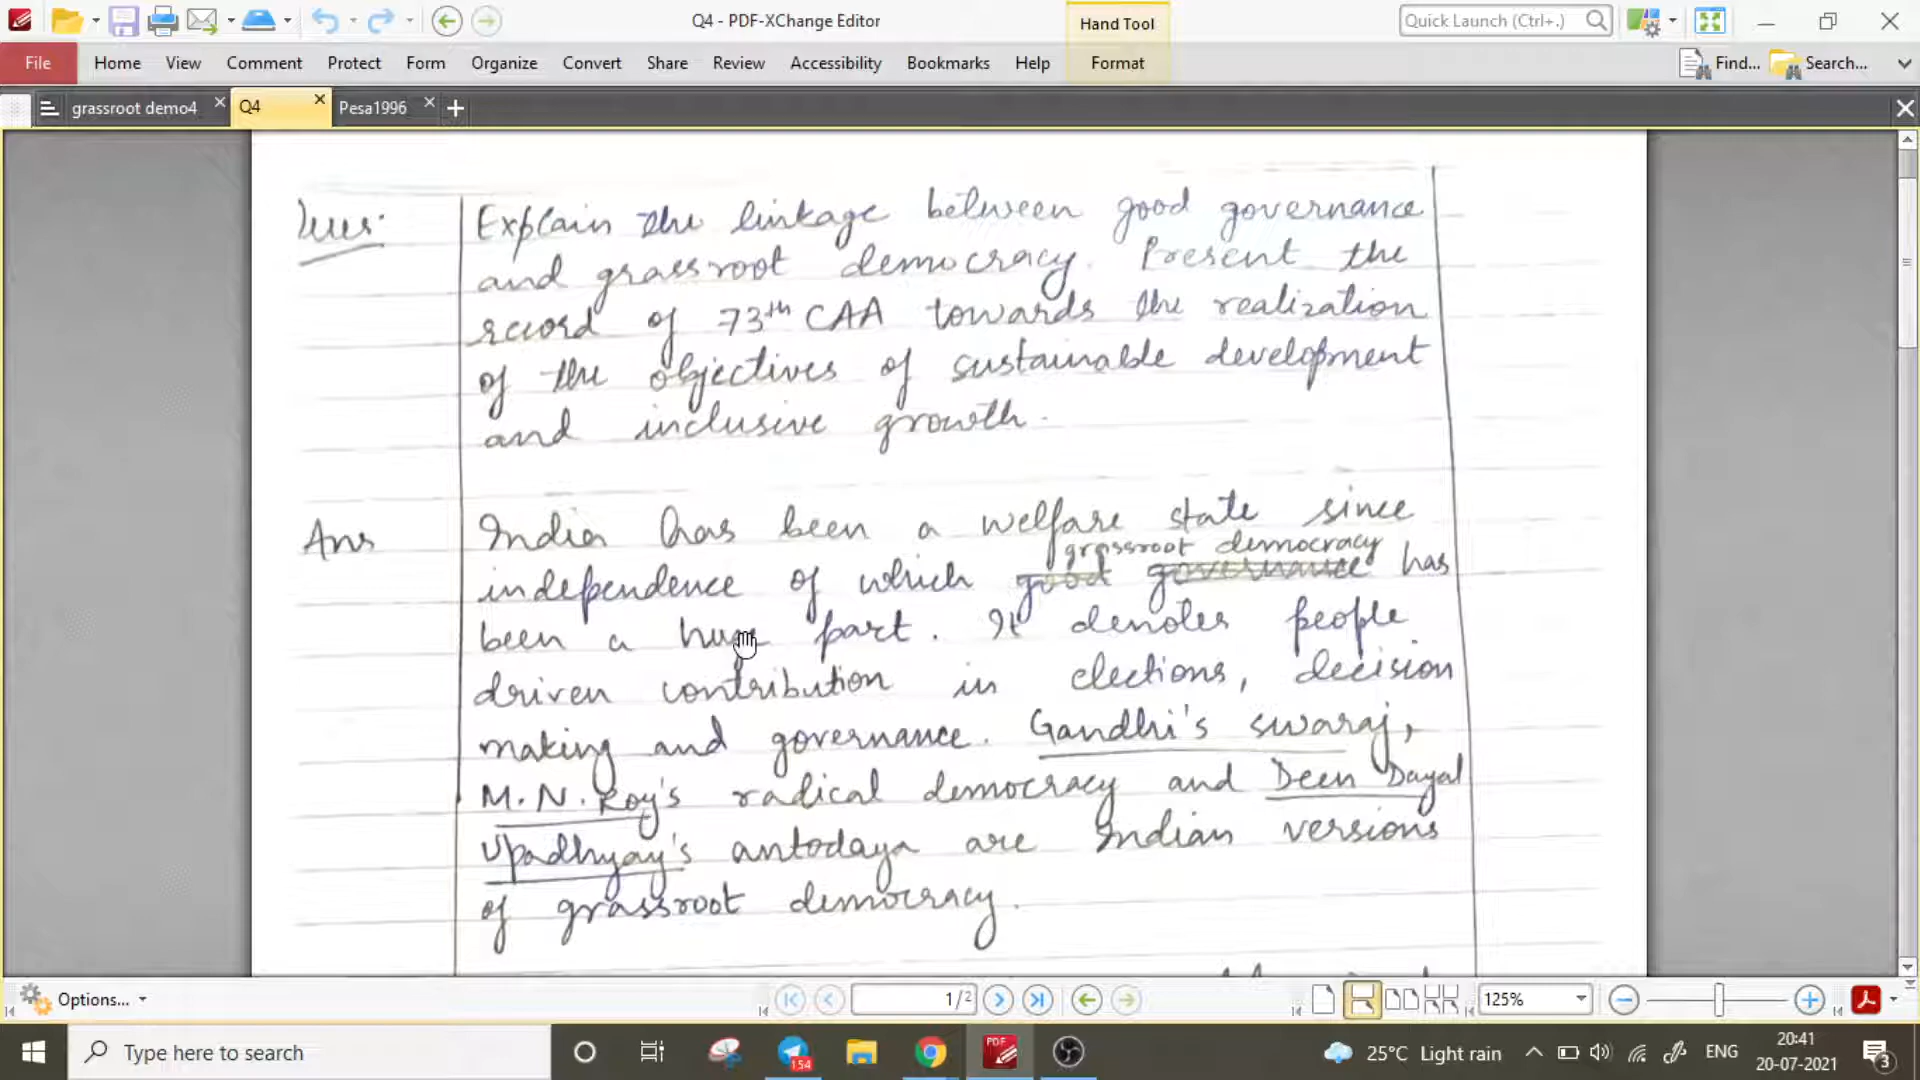 Q4 - PDF-XChange Editor
Hand Tool
Quick Launch (Ctrl+.)
File Home View Comment Protect Form Organize Convert Share Review Accessibility Bookmarks Help Format
Find... Search...
grassroot demo4 Q4 Pesa1996
Explain the linkage between good governance
and grassroot democracy. Present the
record of 73th CAA towards the realization
of the objectives of sustainable development
and inclusive growth.
Ans India has been a welfare state since
grassroot democracy
independence of which good governance has
been a huge part. It denotes people
driven contribution in elections, decision
making and governance. Gandhi's swaraj,
M.N. Roy's radical democracy and Deen Dayal
Upadhyay's antodaya are Indian versions
of grassroot democracy.
Options...
1/2
125%
Type here to search
154
PDF
25°C Light rain
ENG
20:41
20-07-2021
3